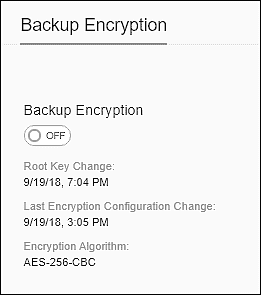 Backup Encryption
Backup Encryption
OFF
Root Key Change:
9/19/18, 7:04 PM
Last Encryption Configuration Change:
9/19/18, 3:05 PM
Encryption Algorithm:
AES-256-CBC